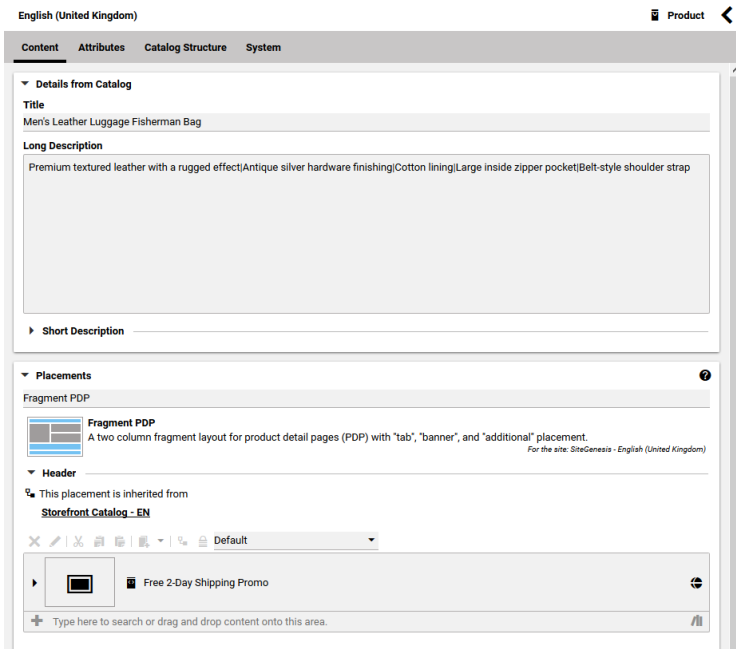 English (United Kingdom)
Product
Content Attributes Catalog Structure System
Details from Catalog
Title
Men's Leather Luggage Fisherman Bag
Long Description
Premium textured leather with a rugged effect|Antique silver hardware finishing|Cotton lining|Large inside zipper pocket|Belt-style shoulder strap
Short Description
Placements
Fragment PDP
Fragment PDP
A two column fragment layout for product detail pages (PDP) with "tab", "banner", and "additional" placement.
For the site: SiteGenesis - English (United Kingdom)
Header
This placement is inherited from
Storefront Catalog - EN
Default
Free 2-Day Shipping Promo
Type here to search or drag and drop content onto this area.